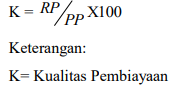 K = RP/PP X100
Keterangan:
K= Kualitas Pembiayaan